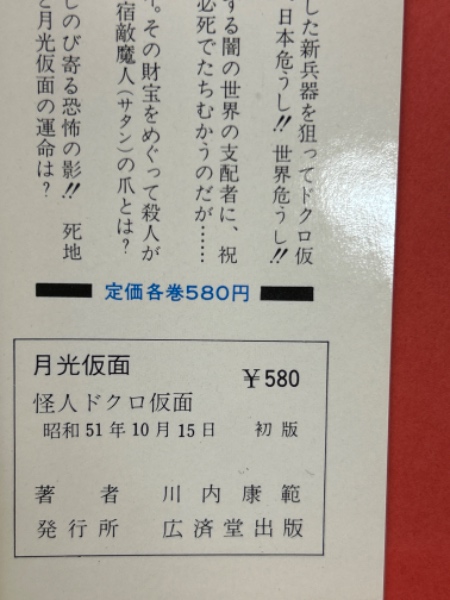 した新兵器を狙ってドクロ仮
日本危うし!! 世界危うし!!
する闇の世界の支配者に、祝
必死でたちむかうのだが……
。その財宝をめぐって殺人が
宿敵魔人(サタン)の爪とは?
しのび寄る恐怖の影!! 死地
と月光仮面の運命は?
定価各巻580円
月光仮面
¥580
怪人ドクロ仮面
昭和51年10月15日 初版
著者 川内康範
発行所 広済堂出版